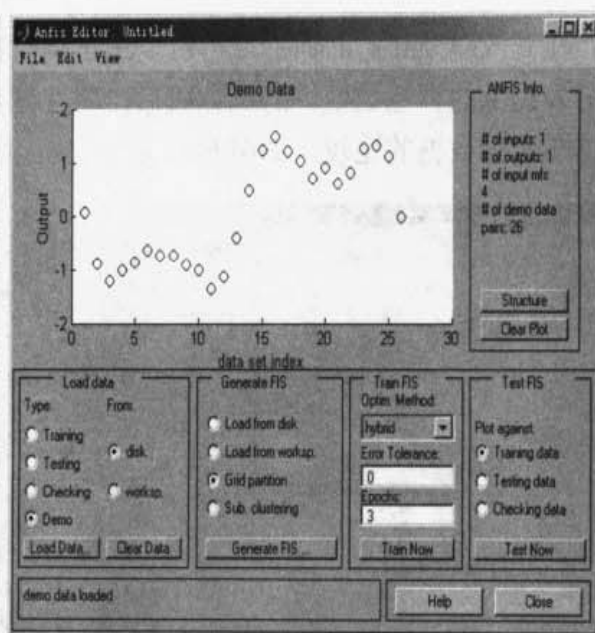 Anfis Editor: Untitled
File Edit View
Demo Data
2
1
0
-1
-2
Output
0 5 10 15 20 25 30
data set index
ANFIS Info.
# of inputs: 1
# of outputs: 1
# of input mfs:
4
# of demo data
pairs: 26
Structure
Clear Plot
Load data
Type: From:
Training
Testing
Checking
Demo
disk
worksp.
Load Data... Clear Data
Generate FIS
Load from disk
Load from worksp.
Grid partition
Sub. clustering
Generate FIS ...
Train FIS
Optim. Method:
hybrid
Error Tolerance:
0
Epochs:
3
Train Now
Test FIS
Plot against:
Training data
Testing data
Checking data
Test Now
demo data loaded
Help Close